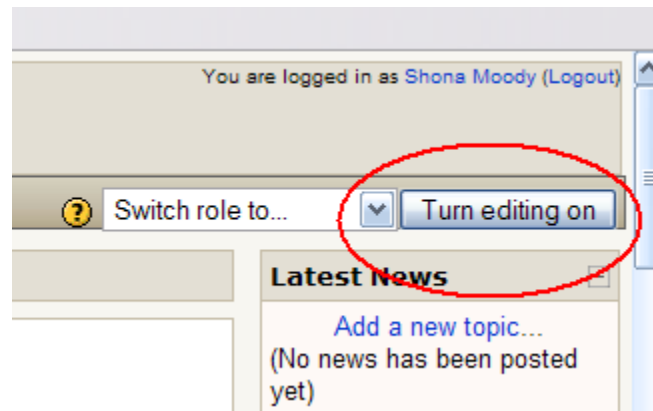 You are logged in as Shona Moody (Logout)
? Switch role to... Turn editing on
Latest News
Add a new topic...
(No news has been posted
yet)